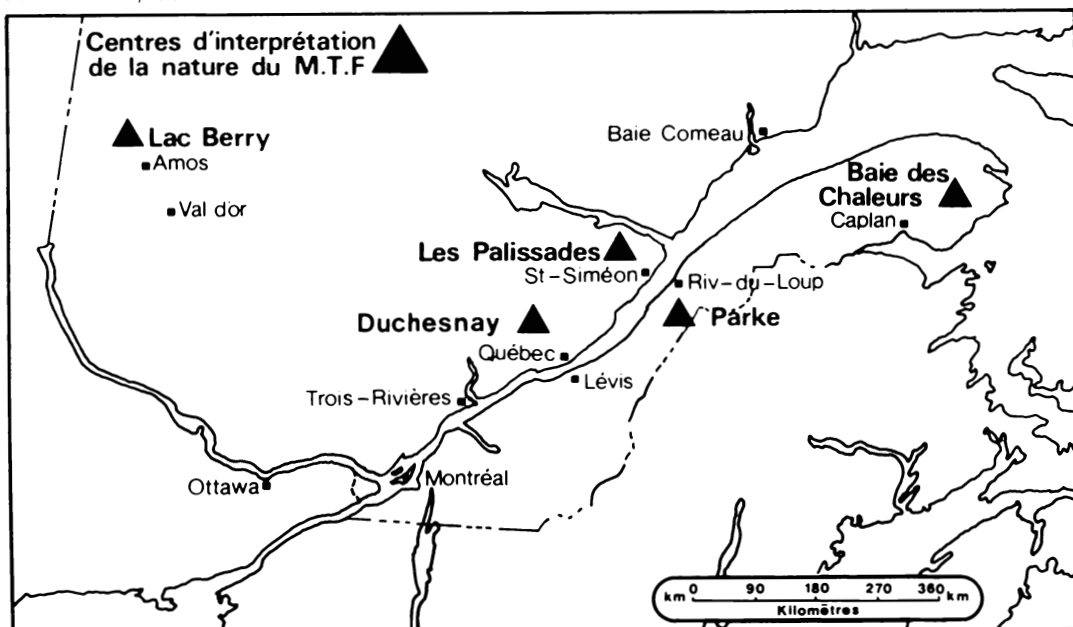 Centres d'interprétation
de la nature du M.T.F
Lac Berry
Amos
Val d'or
Baie Comeau
Baie des
Chaleurs
Caplan
Les Palissades
St-Siméon
Riv-du-Loup
Duchesnay
Parke
Québec
Lévis
Trois-Rivières
Montréal
Ottawa
km 0 90 180 270 360 km
Kilomètres